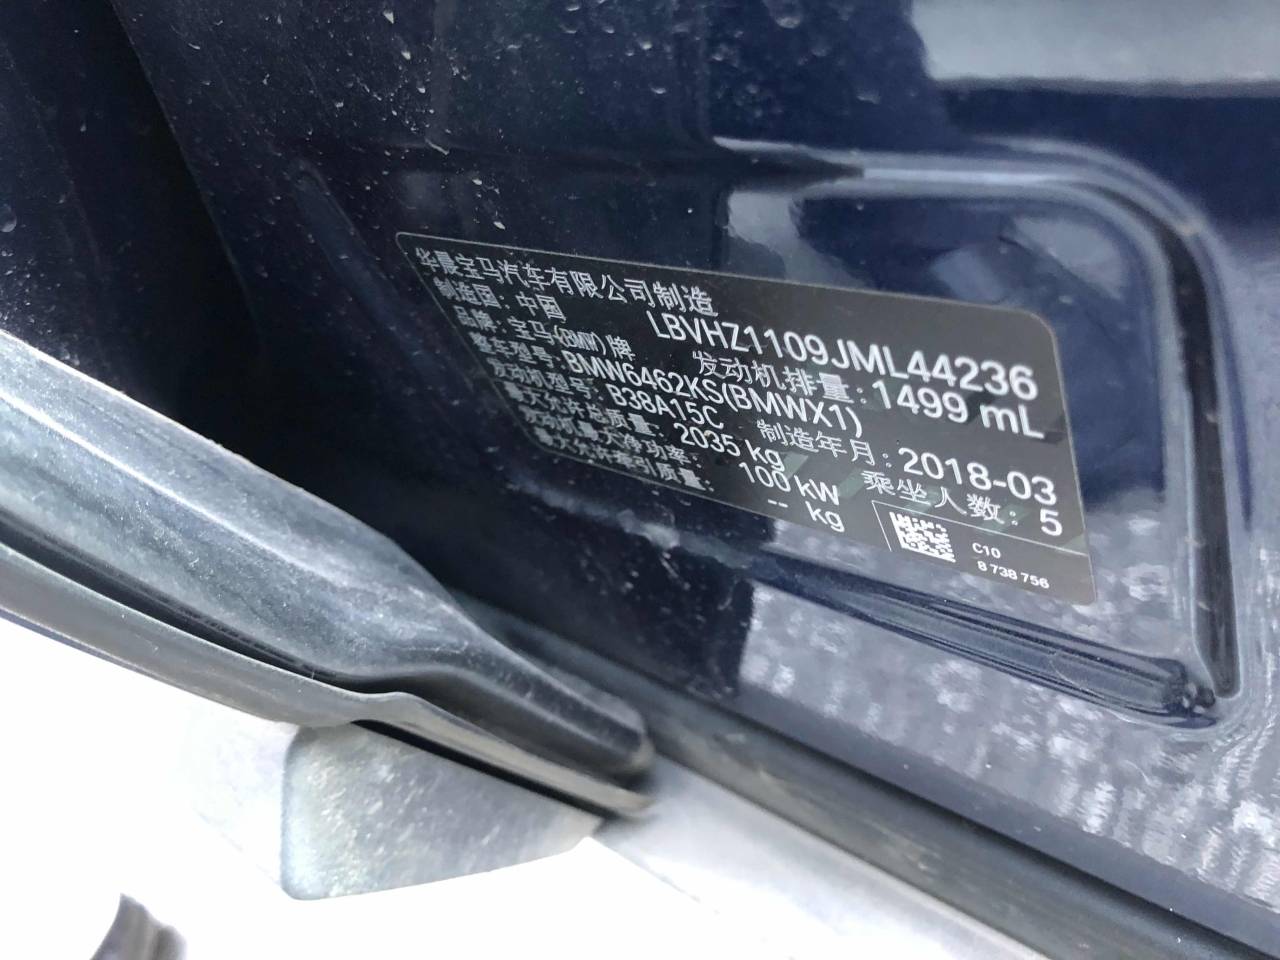 华晨宝马汽车有限公司制造
制造国：中国
LBVHZ1109JML44236
品牌：宝马(BMW)牌
发动机排量：1499 mL
整车型号：BMW6462KS(BMWX1)
发动机型号：B38A15C
制造年月：2018-03
最大允许总质量：2035 kg
乘坐人数：5
发动机最大净功率：100 kW
最大允许牵引质量：-- kg
C10
8 738 756